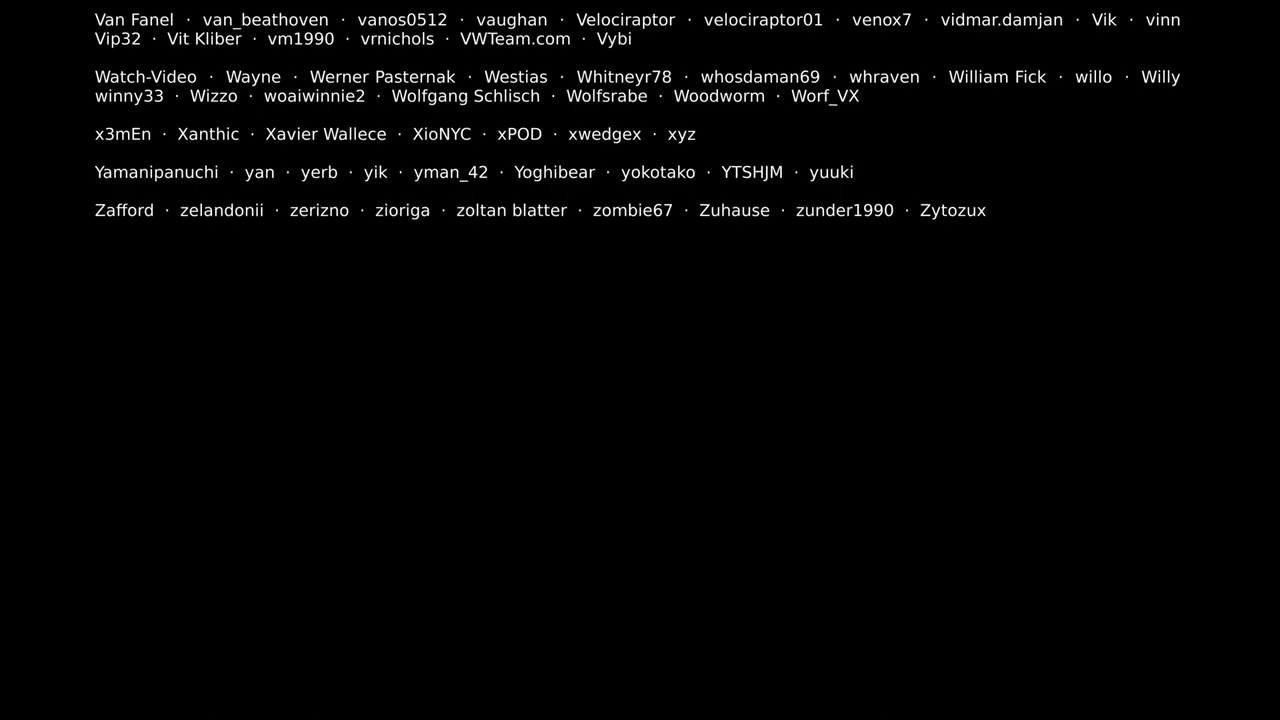 Van Fanel · van_beathoven · vanos0512 · vaughan · Velociraptor · velociraptor01 · venox7 · vidmar.damjan · Vik · vinn
Vip32 · Vit Kliber · vm1990 · vrnichols · VWTeam.com · Vybi
Watch-Video · Wayne · Werner Pasternak · Westias · Whitneyr78 · whosdaman69 · whraven · William Fick · willo · Willy
winny33 · Wizzo · woaiwinnie2 · Wolfgang Schlisch · Wolfsrabe · Woodworm · Worf_VX
x3mEn · Xanthic · Xavier Wallece · XioNYC · xPOD · xwedgex · xyz
Yamanipanuchi · yan · yerb · yik · yman_42 · Yoghibear · yokotako · YTSHJM · yuuki
Zafford · zelandonii · zerizno · zioriga · zoltan blatter · zombie67 · Zuhause · zunder1990 · Zytozux